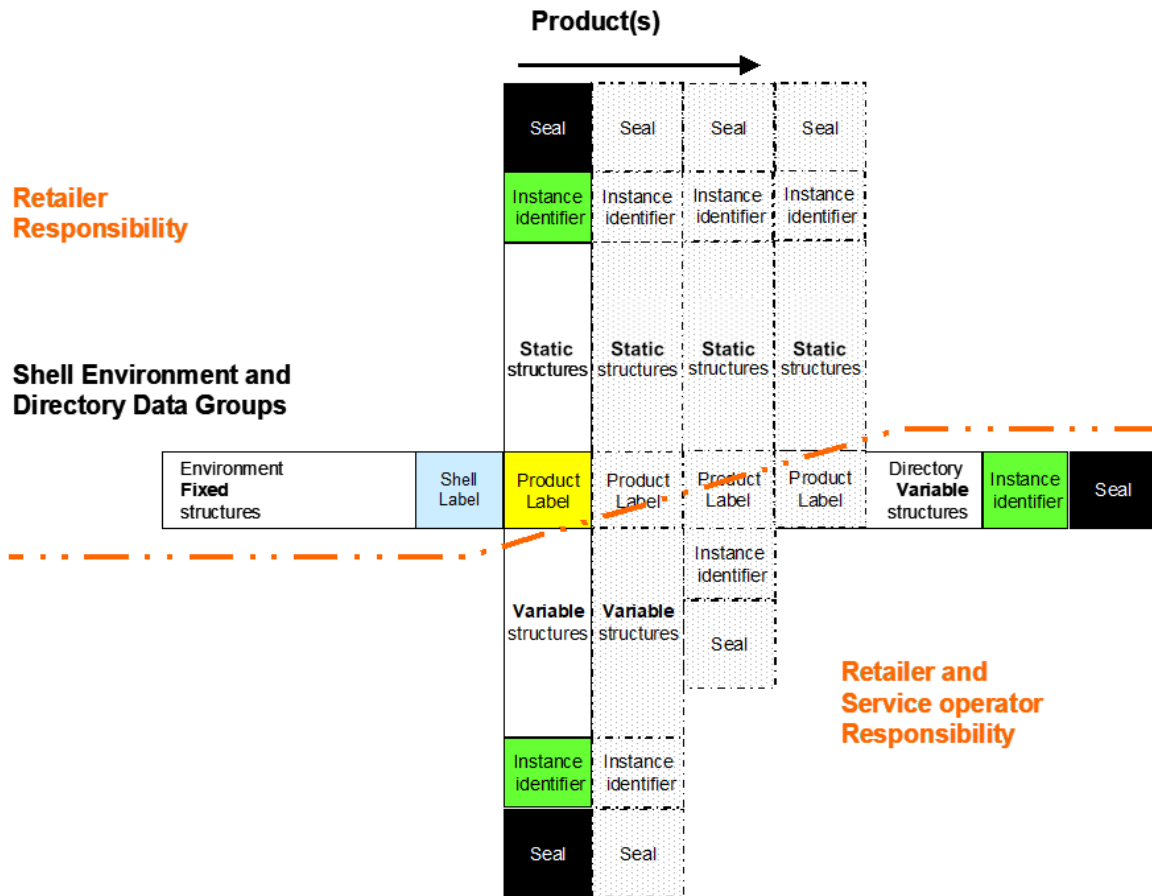 Product(s)
Seal
Seal
Seal
Seal
Retailer
Responsibility
Instance
identifier
Instance
identifier
Instance
identifier
Instance
identifier
Static
structures
Static
structures
Static
structures
Static
structures
Shell Environment and
Directory Data Groups
Environment
Fixed
structures
Shell
Label
Product
Label
Product
Label
Product
Label
Product
Label
Directory
Variable
structures
Instance
identifier
Seal
Variable
structures
Variable
structures
Instance
identifier
Seal
Retailer and
Service operator
Responsibility
Instance
identifier
Instance
identifier
Seal
Seal